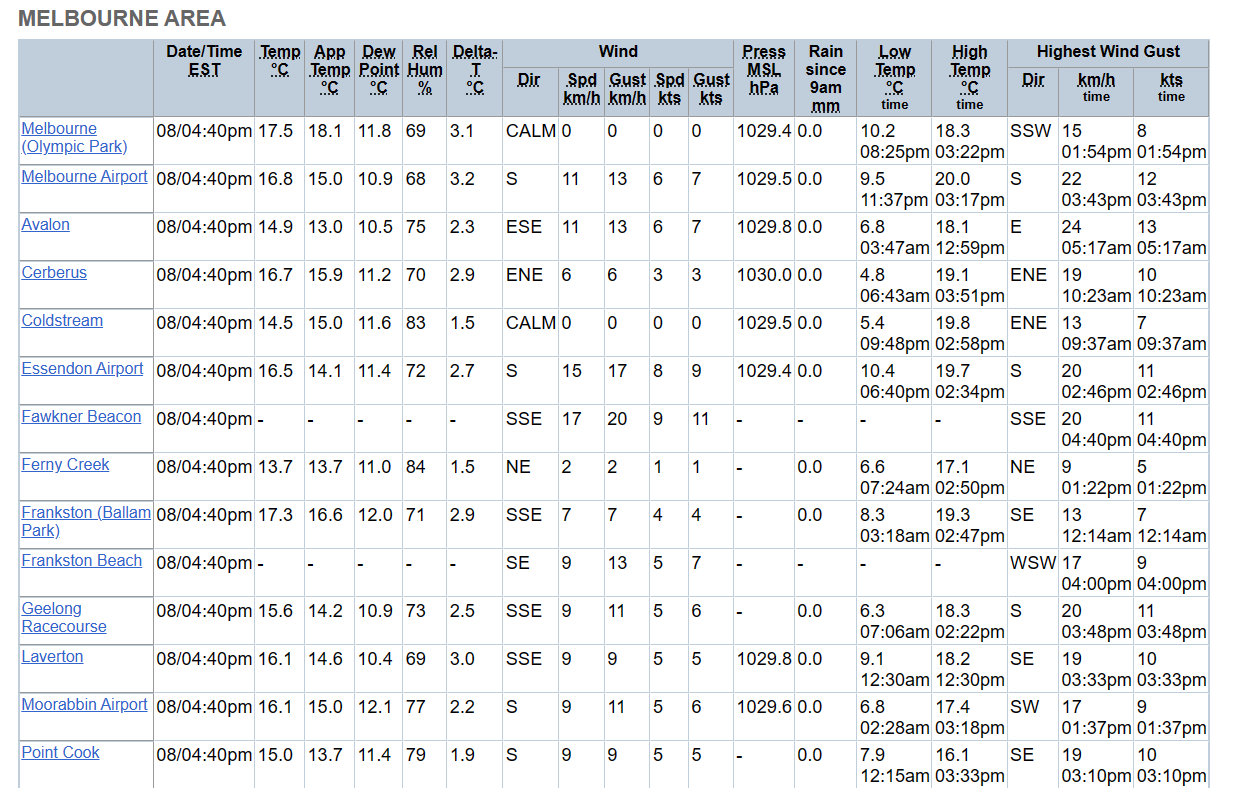 MELBOURNE AREA
Date/Time Temp App Dew Rel Delta- Wind Press Rain Low High Highest Wind Gust
EST °C Temp Point Hum T Dir Spd Gust Spd Gust MSL since Temp Temp Dir km/h kts
°C °C % °C km/h km/h kts kts hPa 9am °C °C time time
mm time time
Melbourne 08/04:40pm 17.5 18.1 11.8 69 3.1 CALM 0 0 0 0 1029.4 0.0 10.2 18.3 SSW 15 8
(Olympic Park) 08:25pm 03:22pm 01:54pm 01:54pm
Melbourne Airport 08/04:40pm 16.8 15.0 10.9 68 3.2 S 11 13 6 7 1029.5 0.0 9.5 20.0 S 22 12
11:37pm 03:17pm 03:43pm 03:43pm
Avalon 08/04:40pm 14.9 13.0 10.5 75 2.3 ESE 11 13 6 7 1029.8 0.0 6.8 18.1 E 24 13
03:47am 12:59pm 05:17am 05:17am
Cerberus 08/04:40pm 16.7 15.9 11.2 70 2.9 ENE 6 6 3 3 1030.0 0.0 4.8 19.1 ENE 19 10
06:43am 03:51pm 10:23am 10:23am
Coldstream 08/04:40pm 14.5 15.0 11.6 83 1.5 CALM 0 0 0 0 1029.5 0.0 5.4 19.8 ENE 13 7
09:48pm 02:58pm 09:37am 09:37am
Essendon Airport 08/04:40pm 16.5 14.1 11.4 72 2.7 S 15 17 8 9 1029.4 0.0 10.4 19.7 S 20 11
06:40pm 02:34pm 02:46pm 02:46pm
Fawkner Beacon 08/04:40pm - - - - - SSE 17 20 9 11 - - - - SSE 20 11
04:40pm 04:40pm
Ferny Creek 08/04:40pm 13.7 13.7 11.0 84 1.5 NE 2 2 1 1 - 0.0 6.6 17.1 NE 9 5
07:24am 02:50pm 01:22pm 01:22pm
Frankston (Ballam 08/04:40pm 17.3 16.6 12.0 71 2.9 SSE 7 7 4 4 - 0.0 8.3 19.3 SE 13 7
Park) 03:18am 02:47pm 12:14am 12:14am
Frankston Beach 08/04:40pm - - - - - SE 9 13 5 7 - - - - WSW 17 9
04:00pm 04:00pm
Geelong 08/04:40pm 15.6 14.2 10.9 73 2.5 SSE 9 11 5 6 - 0.0 6.3 18.3 S 20 11
Racecourse 07:06am 02:22pm 03:48pm 03:48pm
Laverton 08/04:40pm 16.1 14.6 10.4 69 3.0 SSE 9 9 5 5 1029.8 0.0 9.1 18.2 SE 19 10
12:30am 12:30pm 03:33pm 03:33pm
Moorabbin Airport 08/04:40pm 16.1 15.0 12.1 77 2.2 S 9 11 5 6 1029.6 0.0 6.8 17.4 SW 17 9
02:28am 03:18pm 01:37pm 01:37pm
Point Cook 08/04:40pm 15.0 13.7 11.4 79 1.9 S 9 9 5 5 - 0.0 7.9 16.1 SE 19 10
12:15am 03:33pm 03:10pm 03:10pm